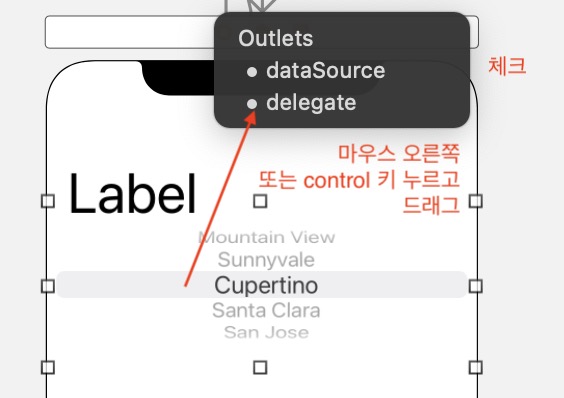 Outlets
dataSource
delegate
체크
마우스 오른쪽
또는 control 키 누르고
드래그
Label
Mountain View
Sunnyvale
Cupertino
Santa Clara
San Jose